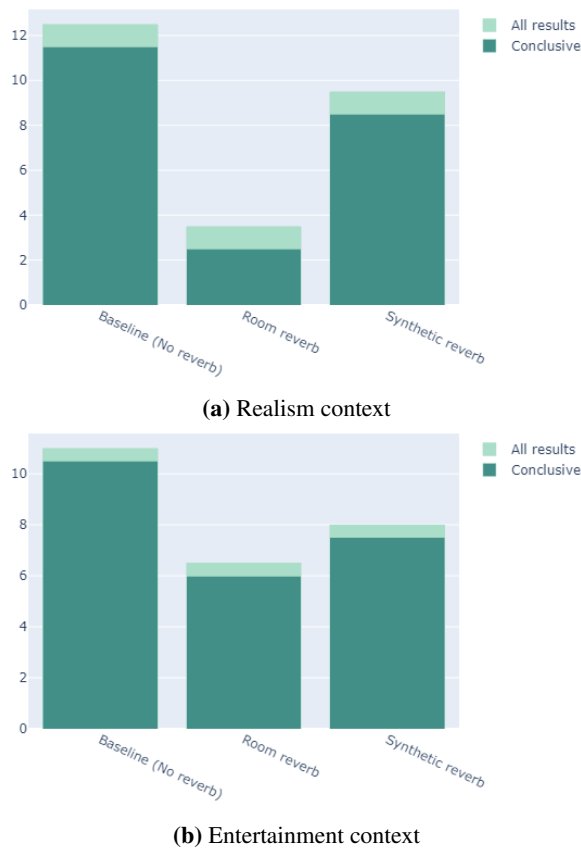 12
10
8
6
4
2
0
All results
Conclusive
Baseline (No reverb)
Room reverb
Synthetic reverb
(a) Realism context
10
8
6
4
2
0
All results
Conclusive
Baseline (No reverb)
Room reverb
Synthetic reverb
(b) Entertainment context